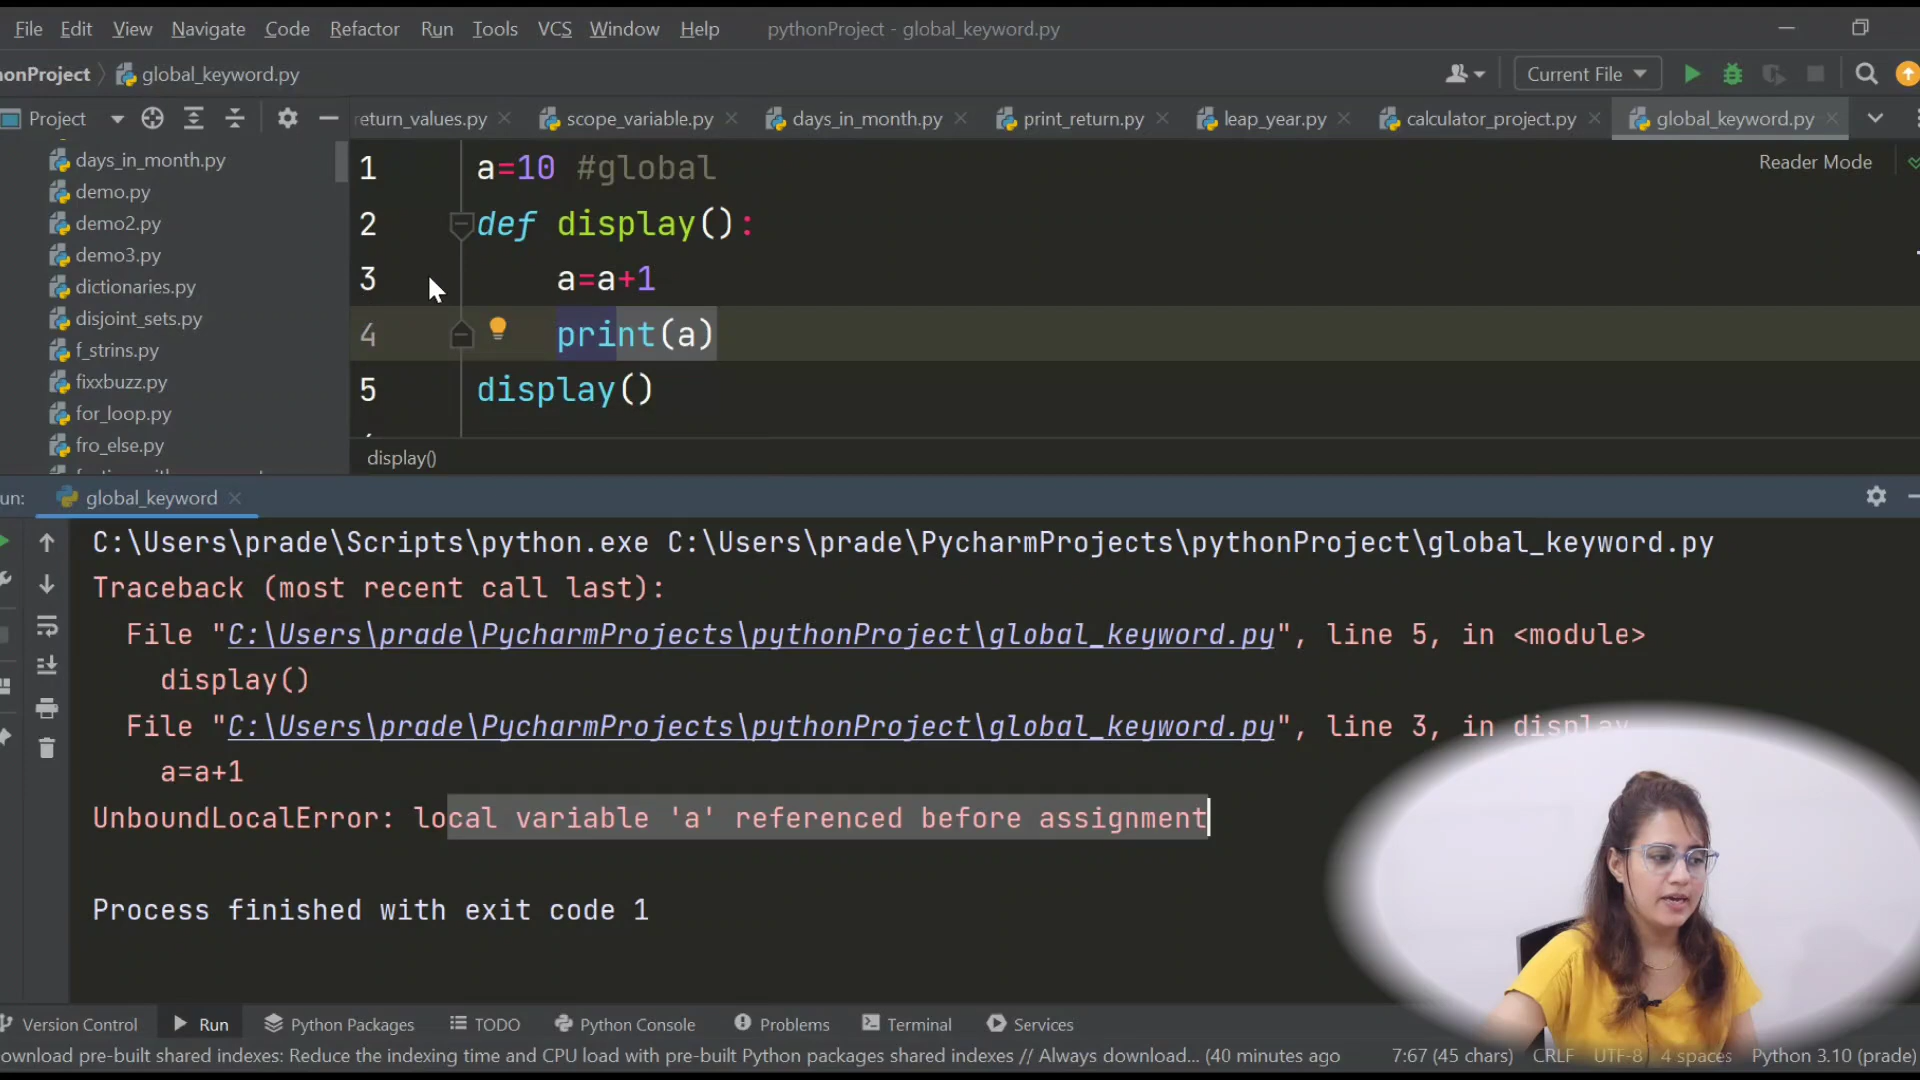 File Edit View Navigate Code Refactor Run Tools VCS Window Help pythonProject - global_keyword.py
onProject global_keyword.py Current File
Project
return_values.py scope_variable.py days_in_month.py print_return.py leap_year.py calculator_project.py global_keyword.py
days_in_month.py
demo.py
demo2.py
demo3.py
dictionaries.py
disjoint_sets.py
f_strins.py
fixxbuzz.py
for_loop.py
fro_else.py
Reader Mode
1 a=10 #global
2 def display():
3 a=a+1
4 print(a)
5 display()
display()
un: global_keyword
C:\Users\prade\Scripts\python.exe C:\Users\prade\PycharmProjects\pythonProject\global_keyword.py
Traceback (most recent call last):
File "C:\Users\prade\PycharmProjects\pythonProject\global_keyword.py", line 5, in <module>
display()
File "C:\Users\prade\PycharmProjects\pythonProject\global_keyword.py", line 3, in display
a=a+1
UnboundLocalError: local variable 'a' referenced before assignment
Process finished with exit code 1
Version Control Run Python Packages TODO Python Console Problems Terminal Services
ownload pre-built shared indexes: Reduce the indexing time and CPU load with pre-built Python packages shared indexes // Always download... (40 minutes ago 7:67 (45 chars) CRLF UTF-8 4 spaces Python 3.10 (prade)